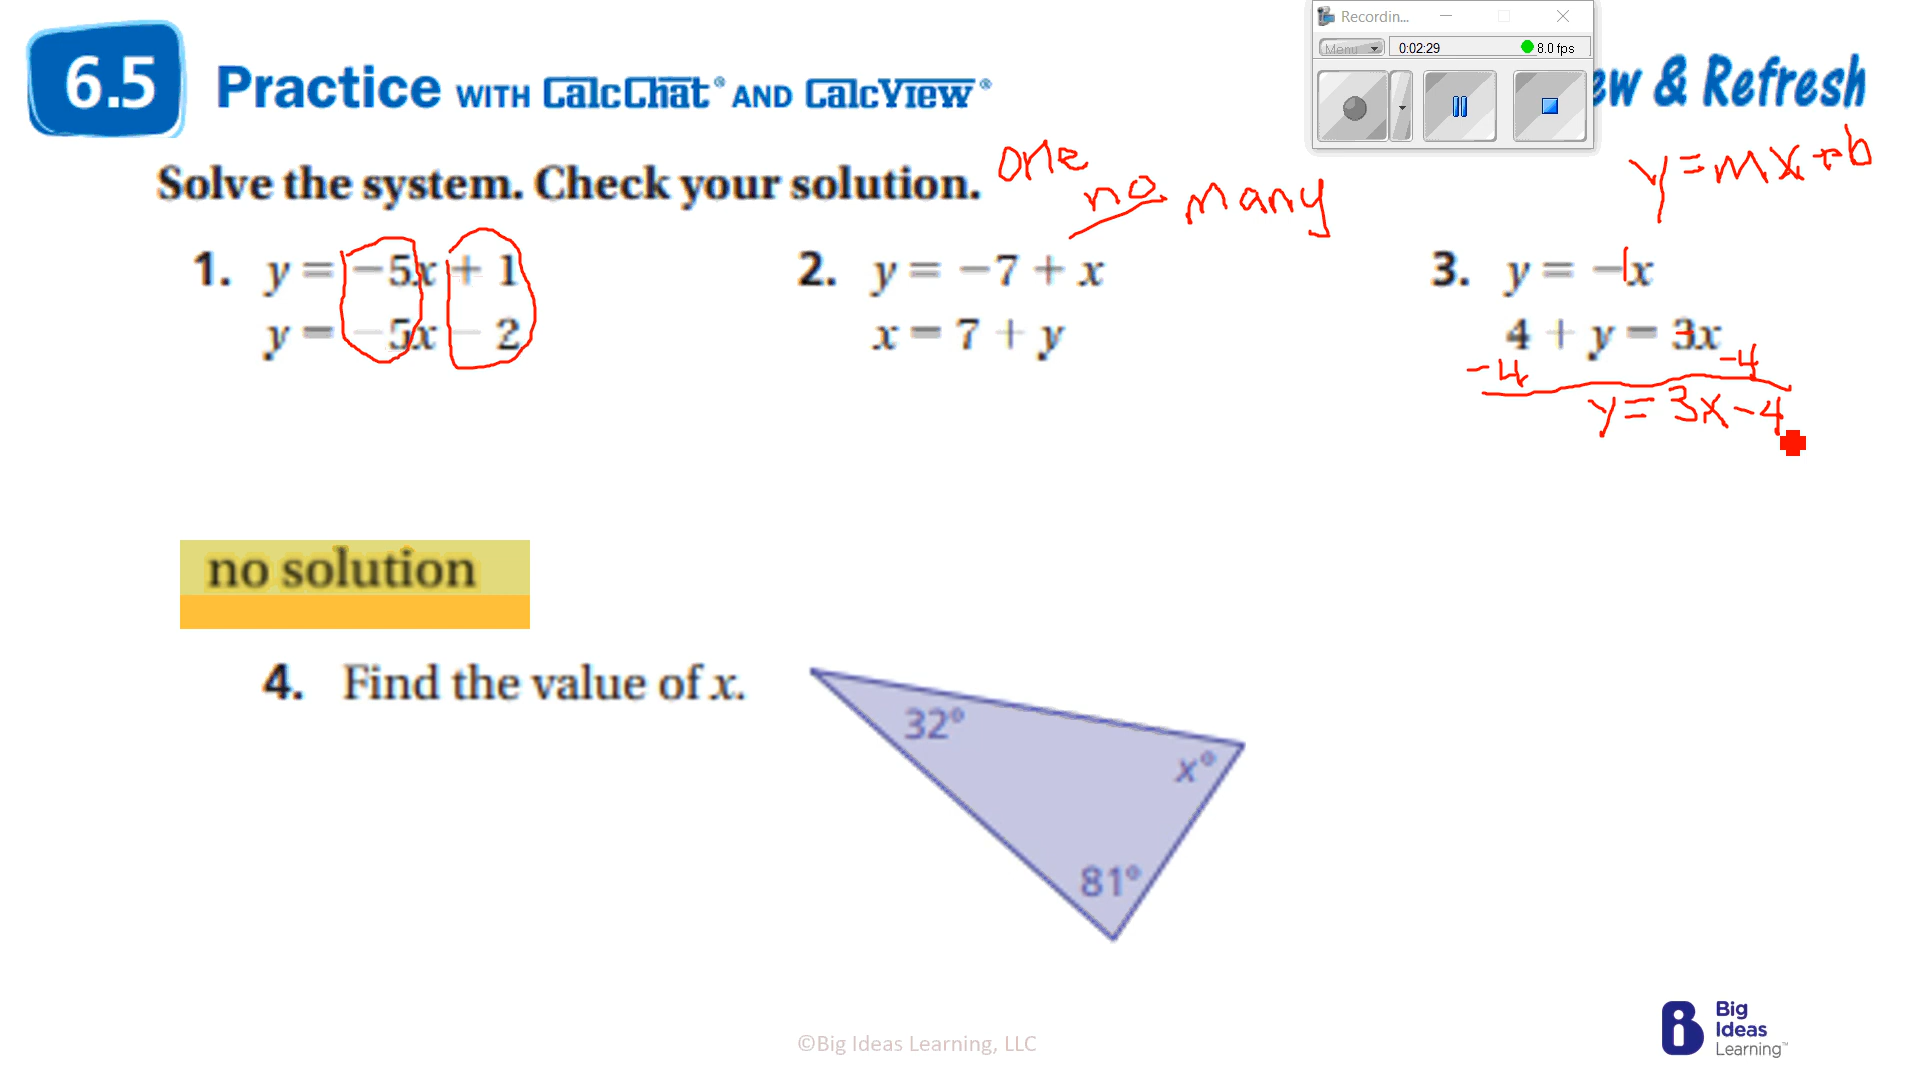 Recordin...
Menu
0:02:29
8.0 fps
6.5
Practice WITH CalcChat® AND CalcView®
ew & Refresh
Solve the system. Check your solution.
one
no
many
y = mx + b
1. y = −5x + 1
y = −5x − 2
2. y = −7 + x
x = 7 + y
3. y = −1x
4 + y = 3x
-4 -4
y = 3x - 4
no solution
4. Find the value of x.
32°
x°
81°
©Big Ideas Learning, LLC
Big
Ideas
Learning™